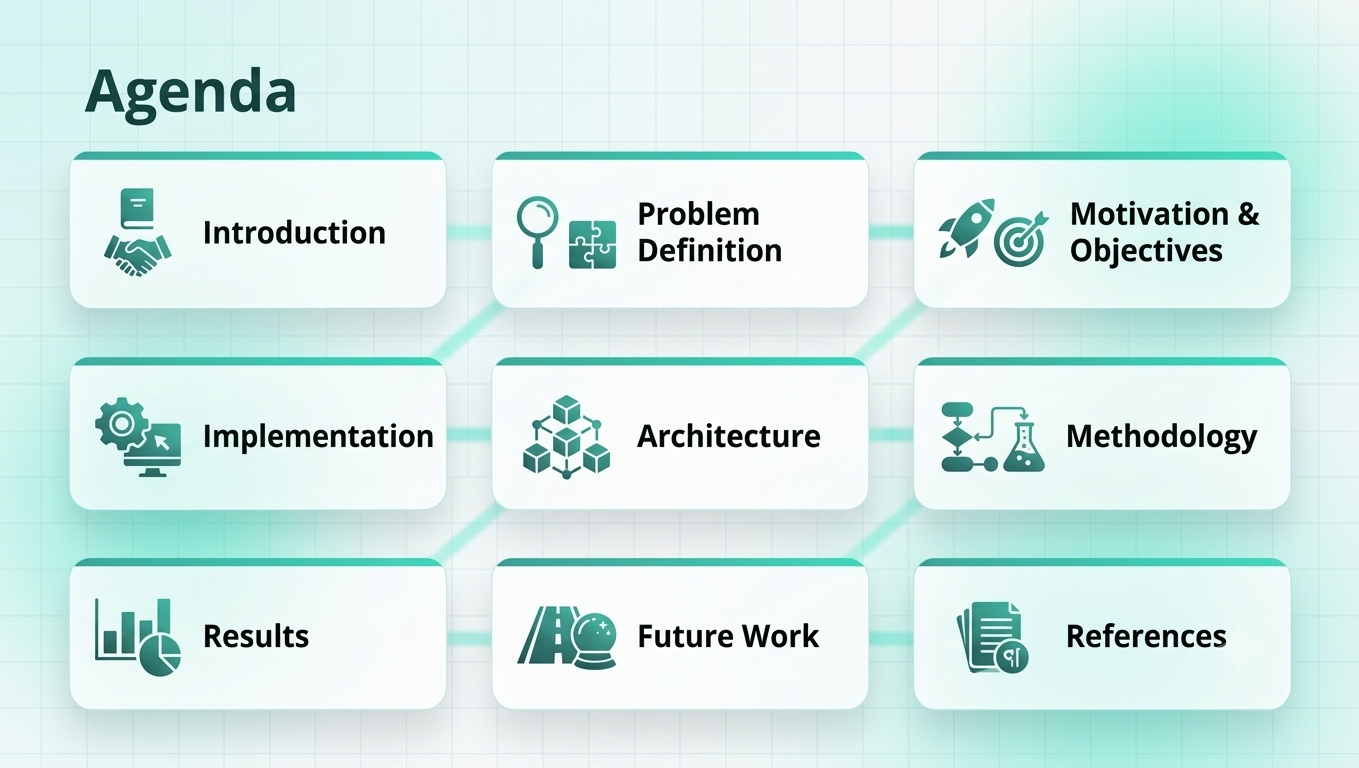 Agenda
Introduction
Problem
Definition
Motivation &
Objectives
Implementation
Architecture
Methodology
Results
Future Work
References
¶